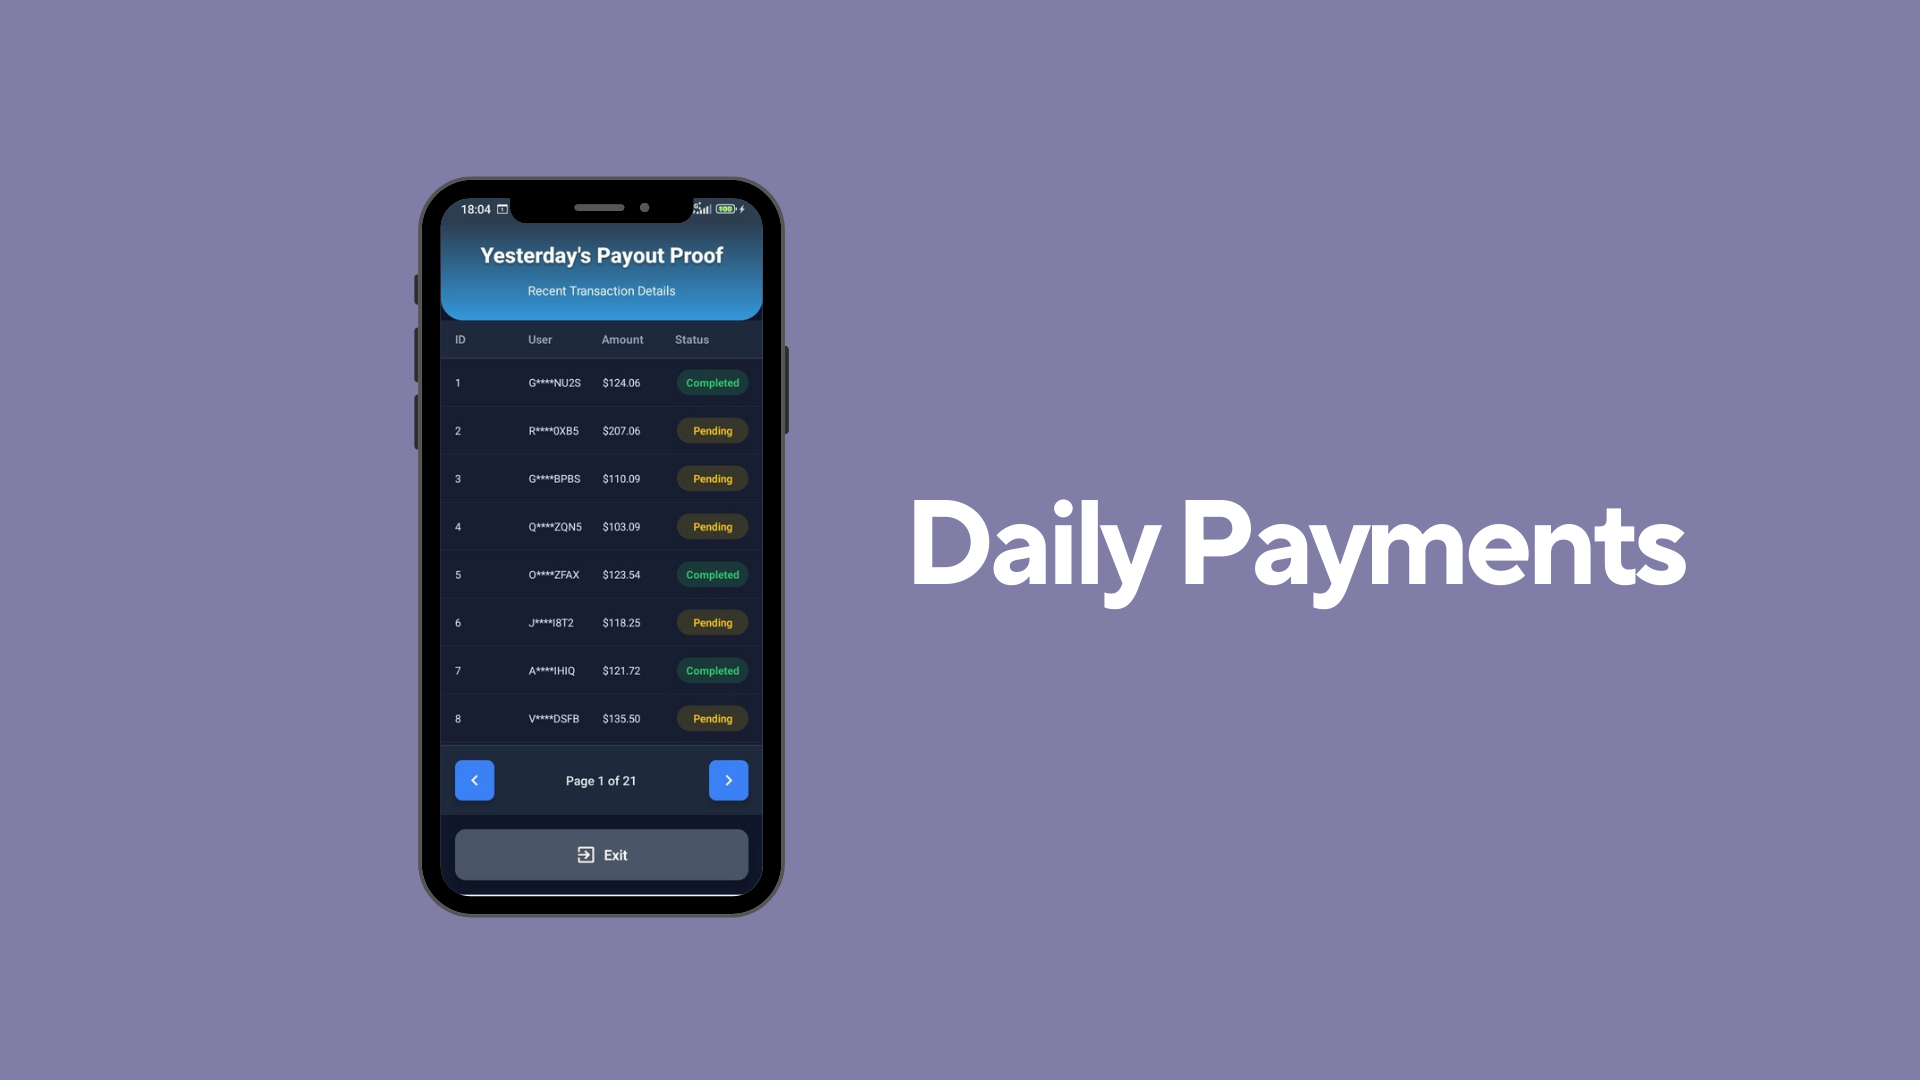 18:04
100
Yesterday's Payout Proof
Recent Transaction Details
ID User Amount Status
1 G****NU2S $124.06 Completed
2 R****0XB5 $207.06 Pending
3 G****BPBS $110.09 Pending
4 Q****ZQN5 $103.09 Pending
5 O****ZFAX $123.54 Completed
6 J****I8T2 $118.25 Pending
7 A****IHIQ $121.72 Completed
8 V****DSFB $135.50 Pending
Page 1 of 21
Exit
Daily Payments